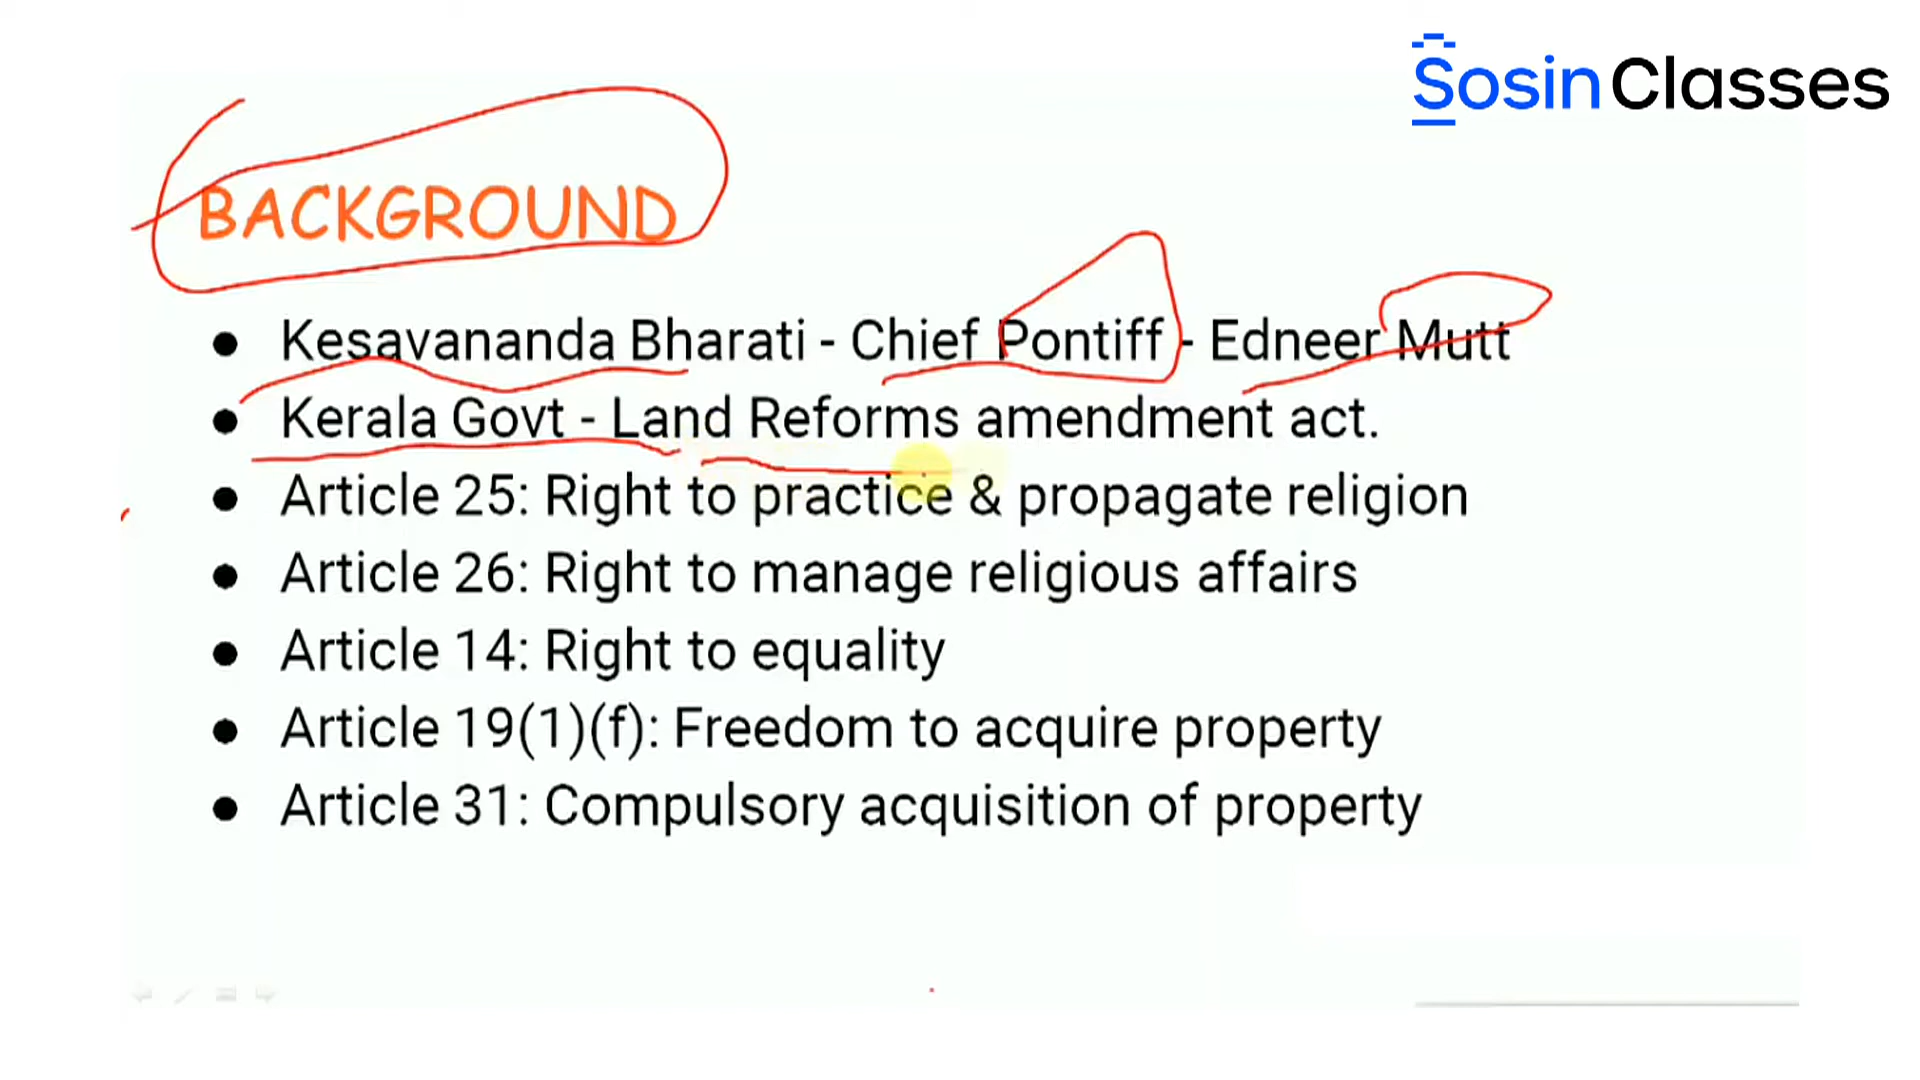 Sosin Classes
BACKGROUND
● Kesavananda Bharati - Chief Pontiff - Edneer Mutt
● Kerala Govt - Land Reforms amendment act.
● Article 25: Right to practice & propagate religion
● Article 26: Right to manage religious affairs
● Article 14: Right to equality
● Article 19(1)(f): Freedom to acquire property
● Article 31: Compulsory acquisition of property